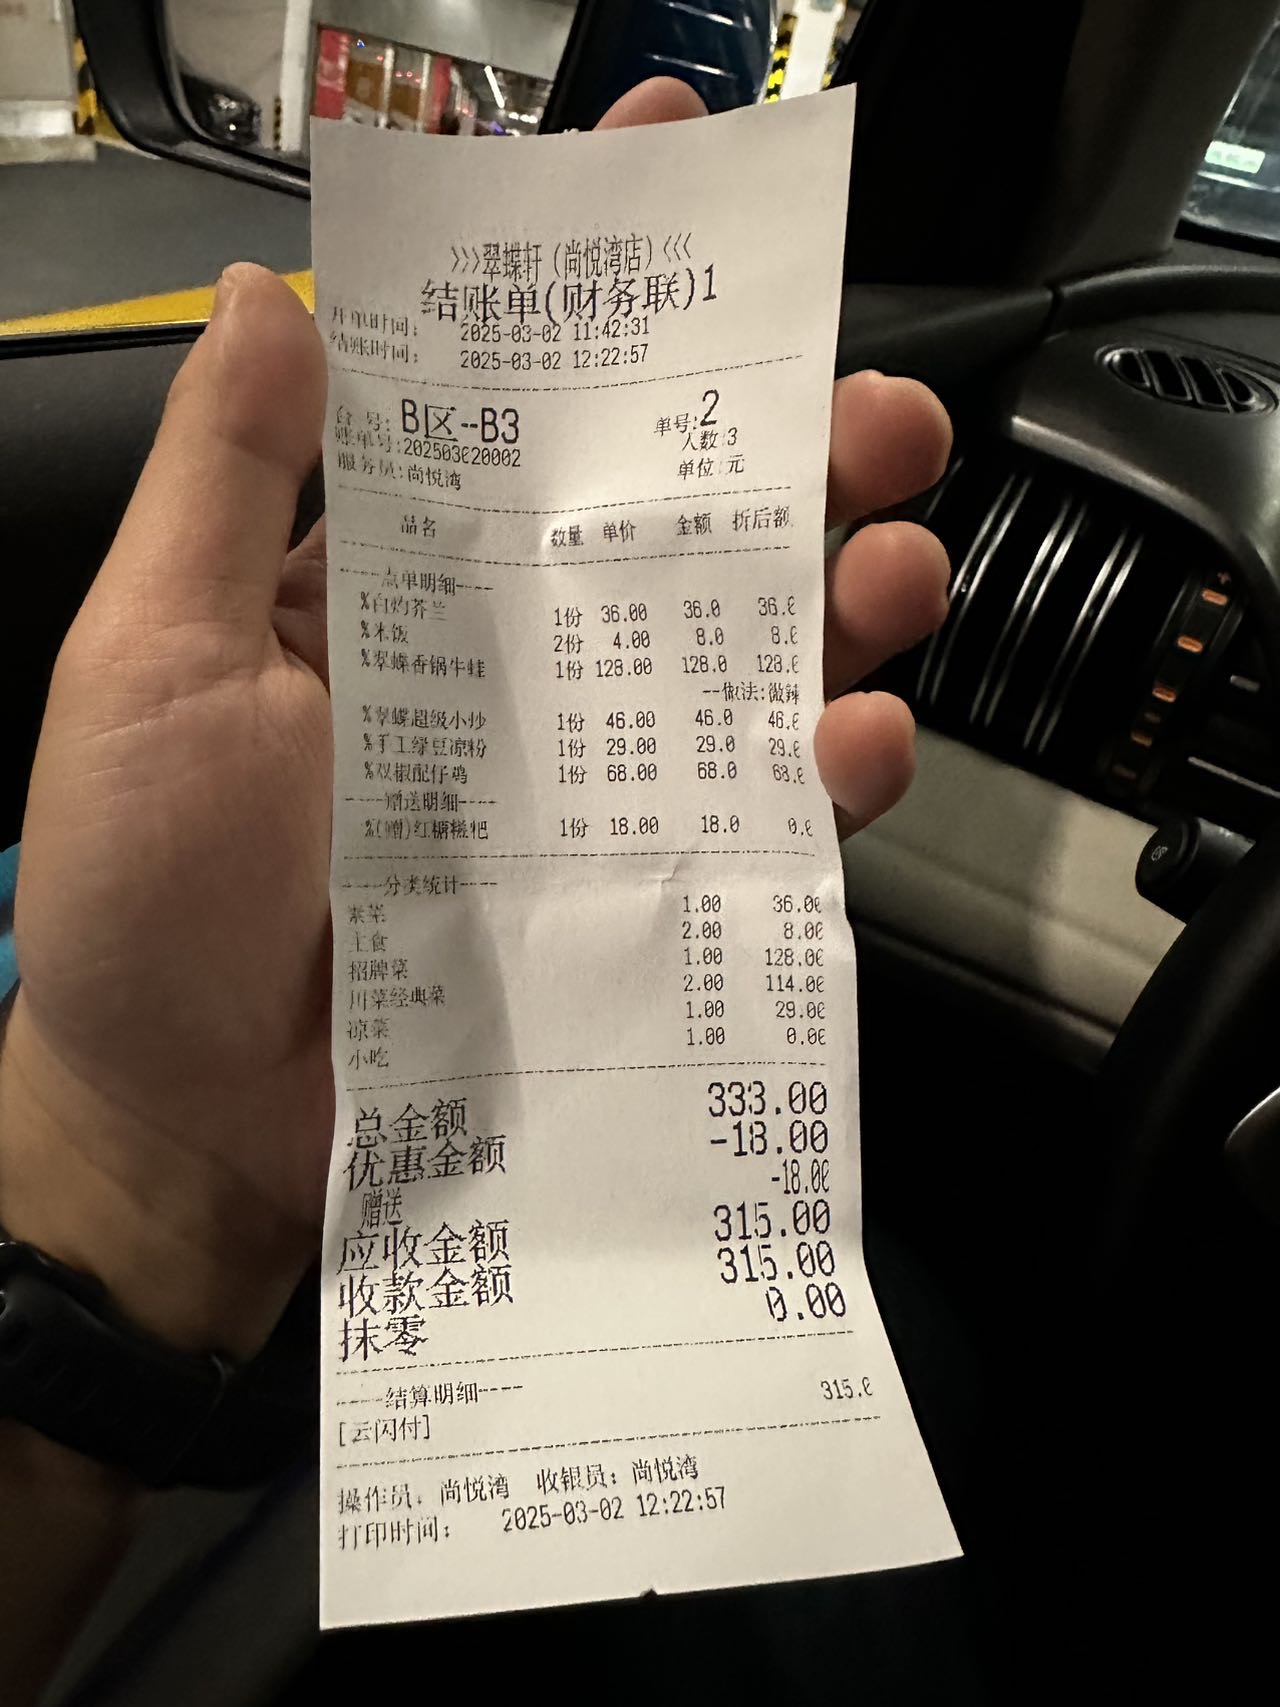 >>>翠蝶轩(尚悦湾店)<<<
结账单(财务联)1
开单时间: 2025-03-02 11:42:31
结账时间: 2025-03-02 12:22:57
台 号: B区--B3 单号:2
账单号:202503020002 人数:3
服务员:尚悦湾 单位:元
品名 数量 单价 金额 折后额
----点单明细----
%白灼芥兰 1份 36.00 36.0 36.0
%米饭 2份 4.00 8.0 8.0
%翠蝶香锅牛蛙 1份 128.00 128.0 128.0
--做法:微辣
%翠蝶超级小炒 1份 46.00 46.0 46.0
%手工绿豆凉粉 1份 29.00 29.0 29.0
%双椒配仔鸡 1份 68.00 68.0 68.0
----赠送明细----
%(赠)红糖糍粑 1份 18.00 18.0 0.0
----分类统计----
素菜 1.00 36.00
主食 2.00 8.00
招牌菜 1.00 128.00
川菜经典菜 2.00 114.00
凉菜 1.00 29.00
小吃 1.00 0.00
总金额 333.00
优惠金额 -18.00
赠送 -18.00
应收金额 315.00
收款金额 315.00
抹零 0.00
----结算明细----
[云闪付] 315.0
操作员: 尚悦湾 收银员: 尚悦湾
打印时间: 2025-03-02 12:22:57